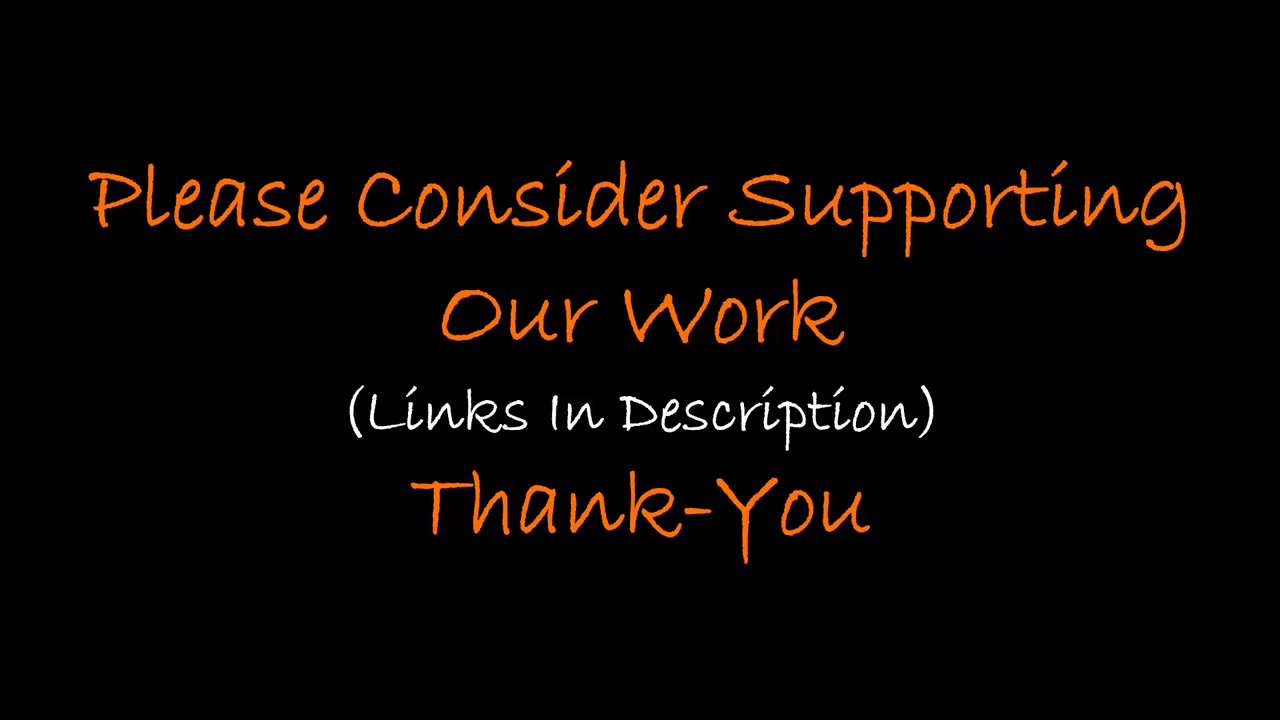 Please Consider Supporting
Our Work
(Links In Description)
Thank-You